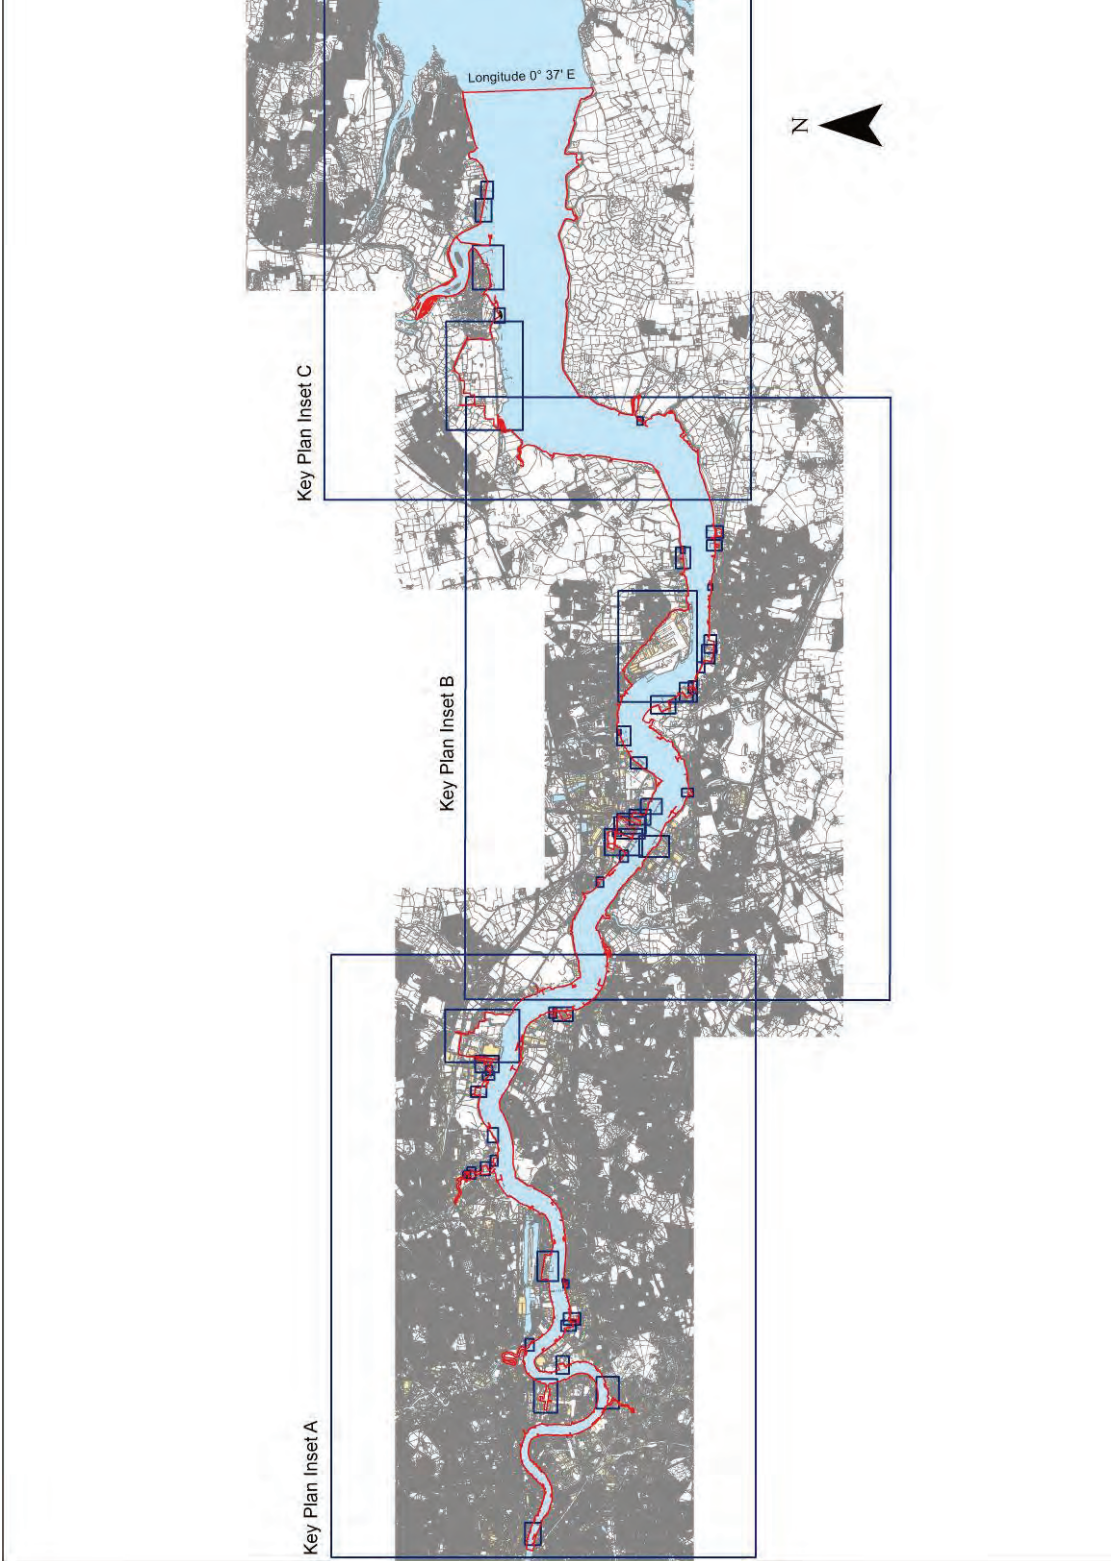 Longitude 0° 37' E
N
Key Plan Inset C
Key Plan Inset B
Key Plan Inset A